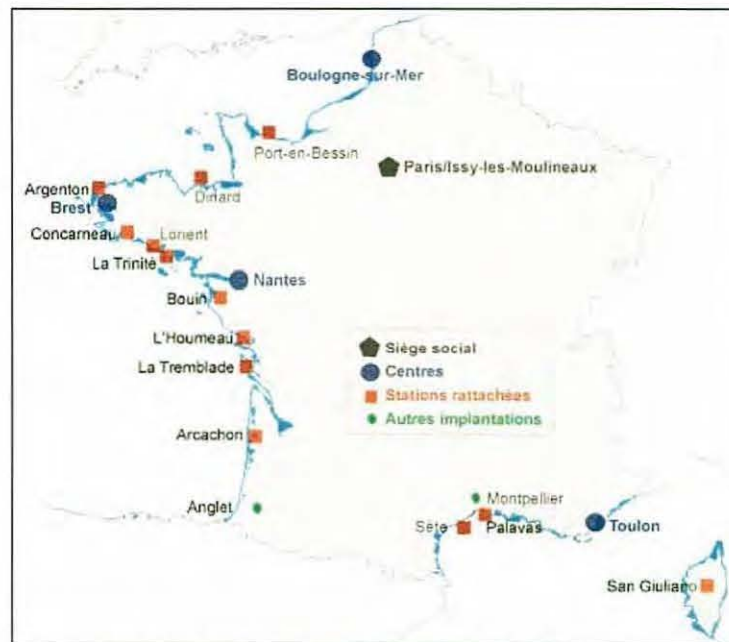 Boulogne-sur-Mer
Port-en-Bessin
Paris/Issy-les-Moulineaux
Dinard
Argenton
Brest
Concarneau
Lorient
La Trinité
Nantes
Bouin
L'Houmeau
La Tremblade
Siège social
Centres
Stations rattachées
Autres implantations
Arcachon
Anglet
Montpellier
Sète
Palavas
Toulon
San Giuliano